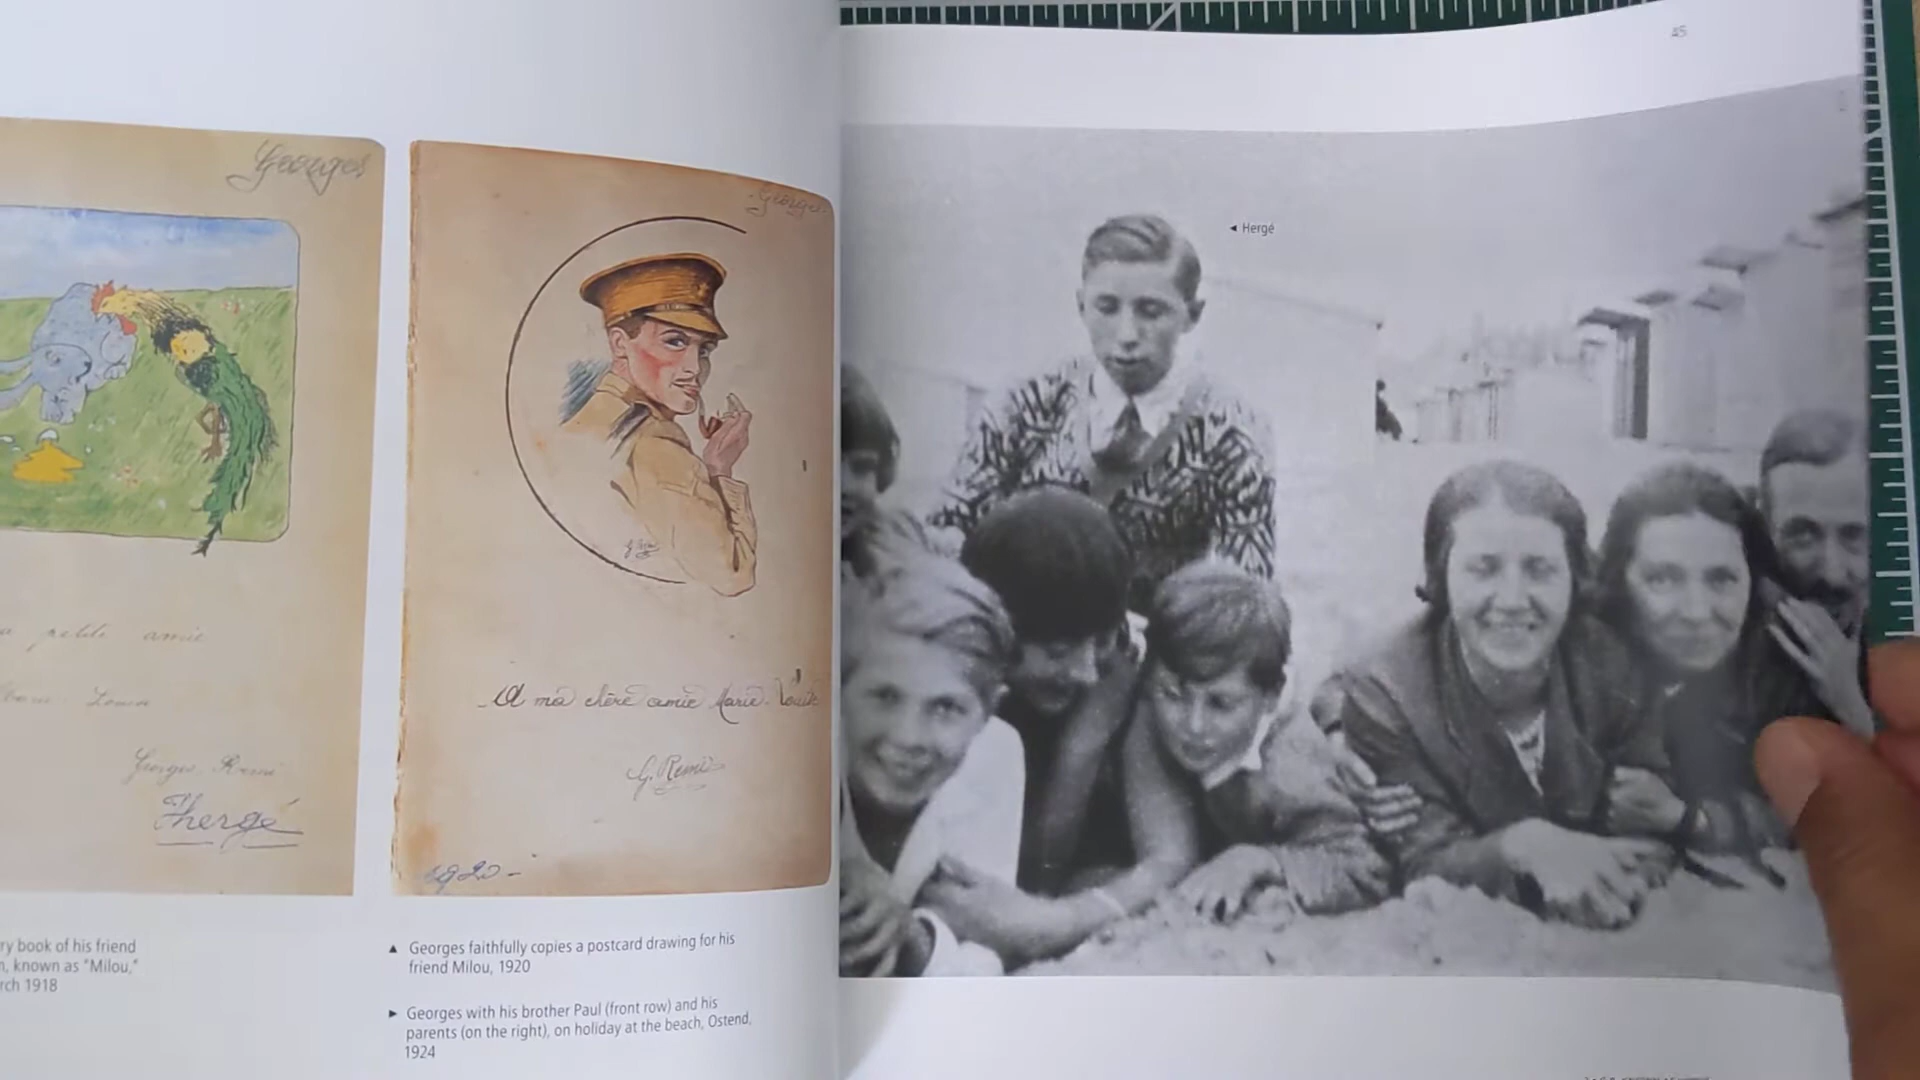 Georges
petite amie
Georges Remi
Hergé
ry book of his friend
n, known as "Milou,"
rch 1918
Georges
A ma chère amie Marie-Louise
G. Remi
1920 -
▲ Georges faithfully copies a postcard drawing for his
friend Milou, 1920
► Georges with his brother Paul (front row) and his
parents (on the right), on holiday at the beach, Ostend,
1924
45
◄ Hergé